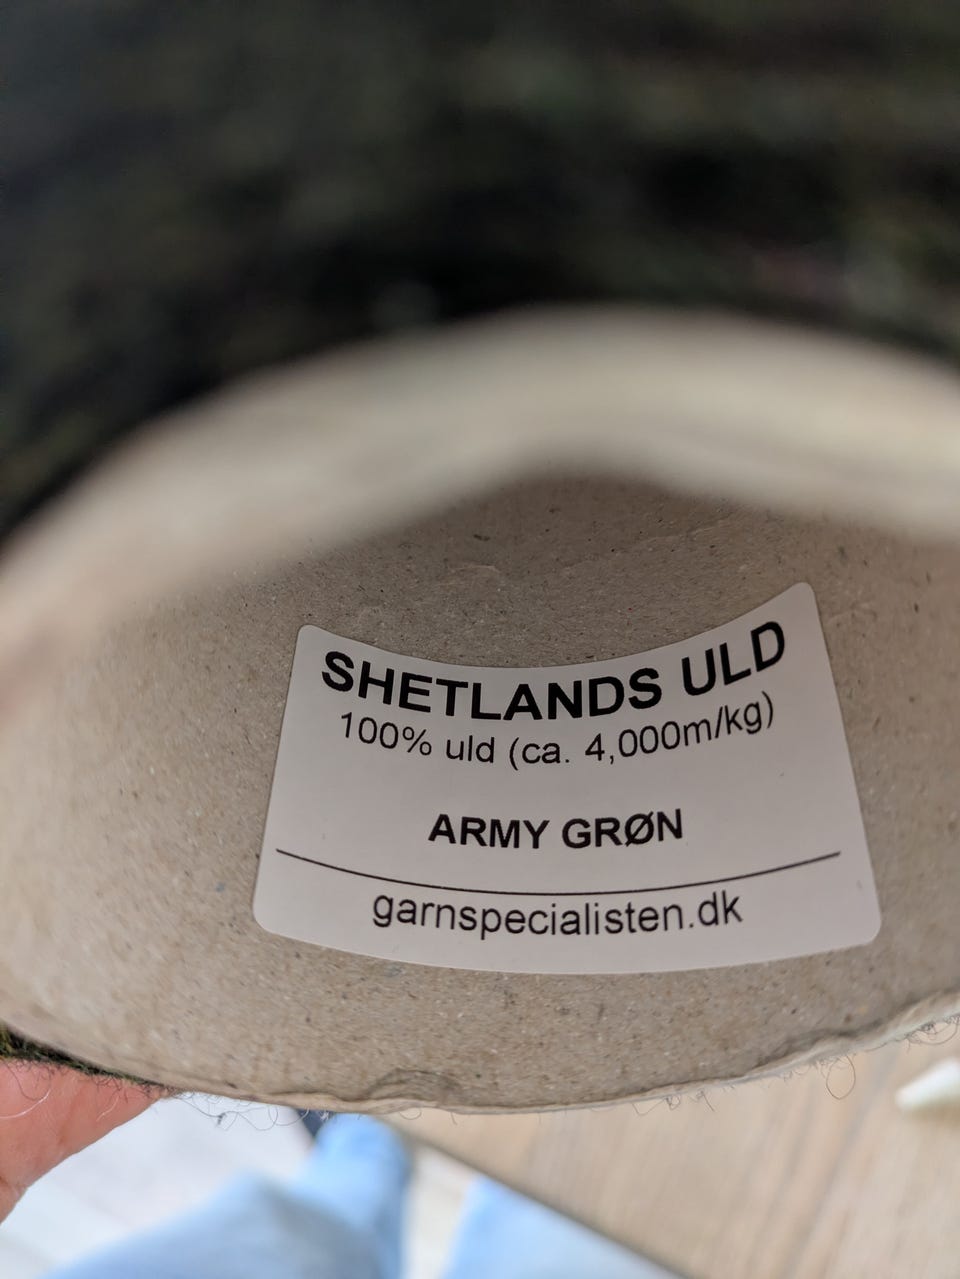 SHETLANDS ULD
100% uld (ca. 4,000m/kg)
ARMY GRØN
garnspecialisten.dk